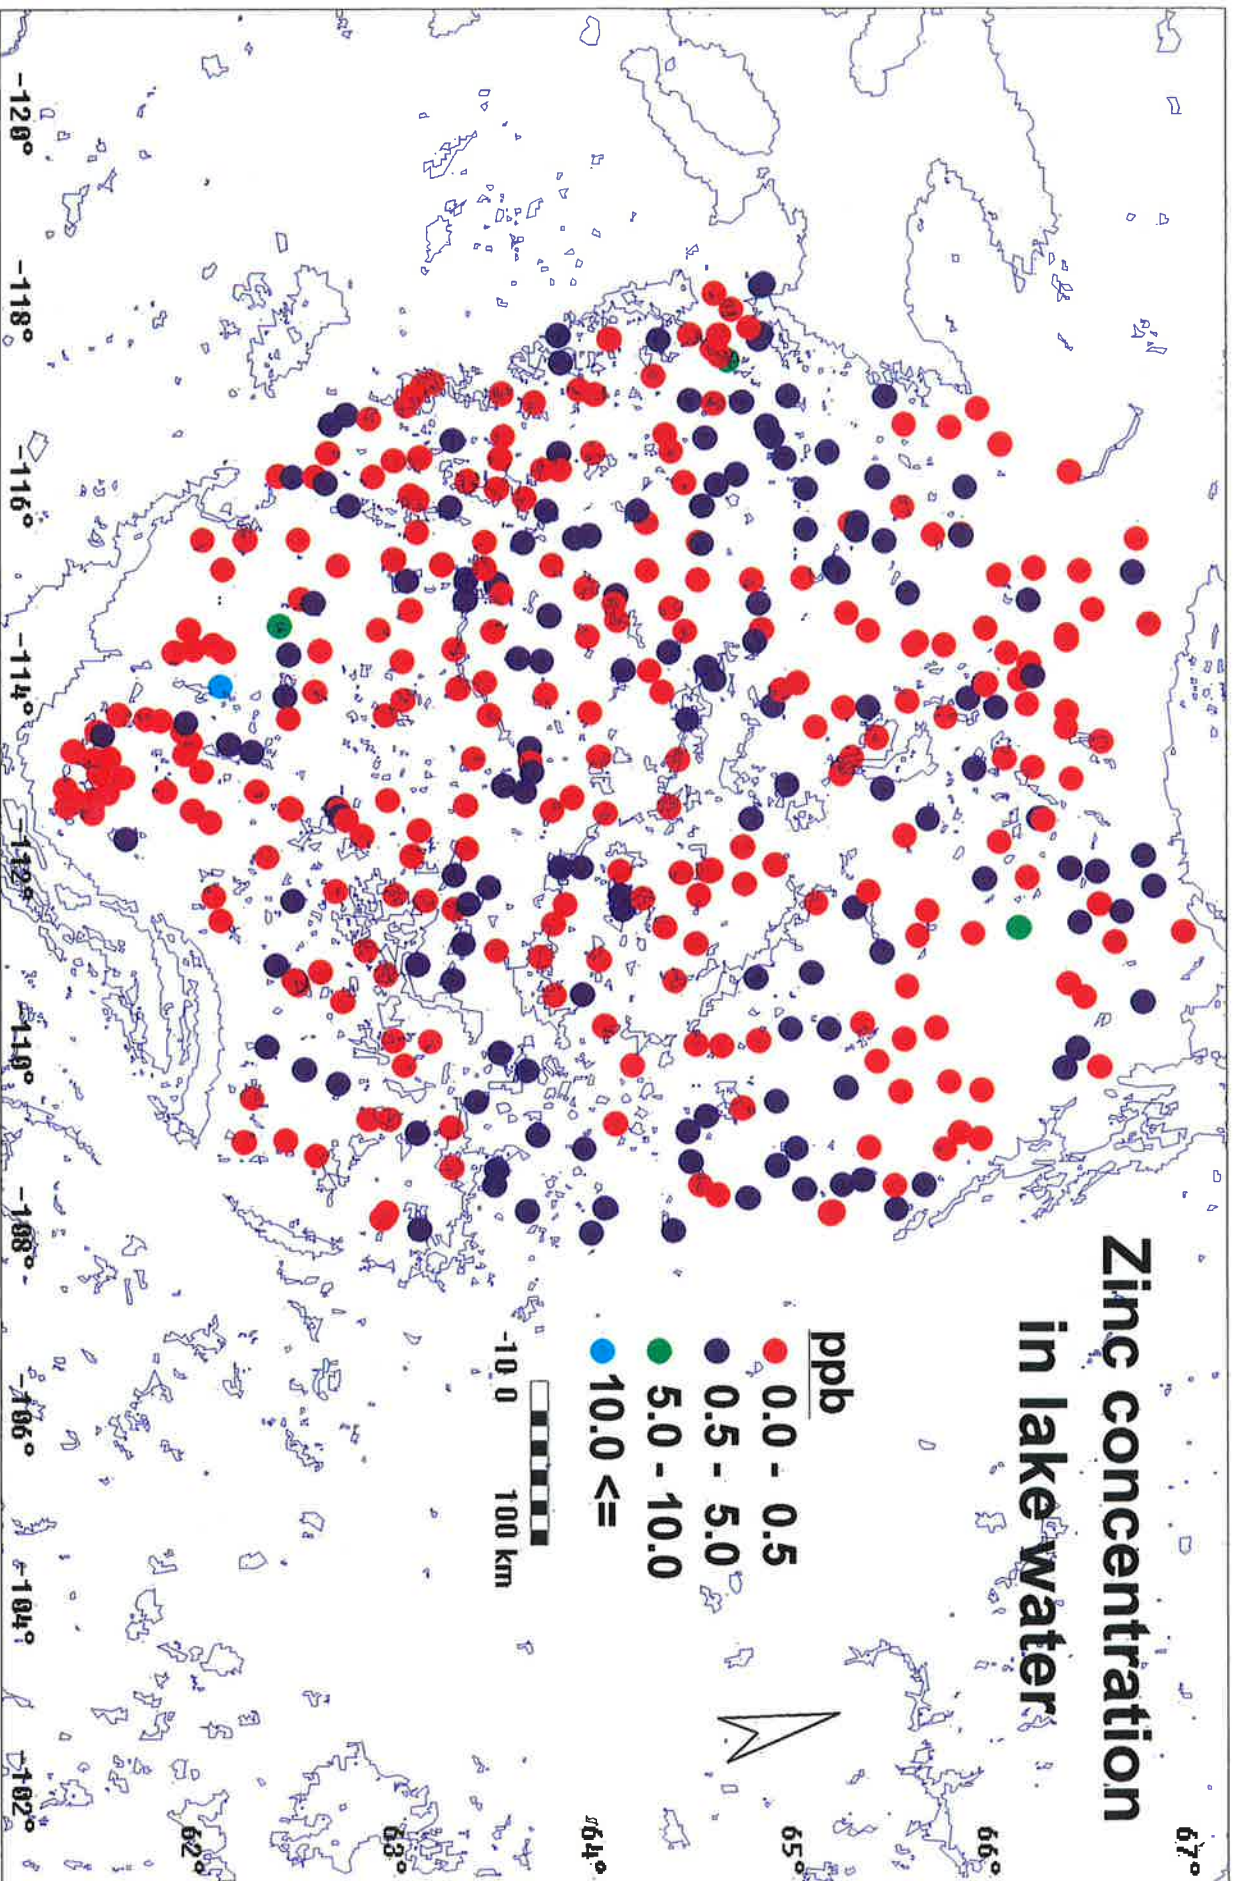 Zinc concentration
in lake water
ppb
0.0 - 0.5
0.5 - 5.0
5.0 - 10.0
10.0 <=
-10 0 100 km
67°
66°
65°
64°
63°
62°
-120° -118° -116° -114° -112° -110° -108° -106° -104° -102°